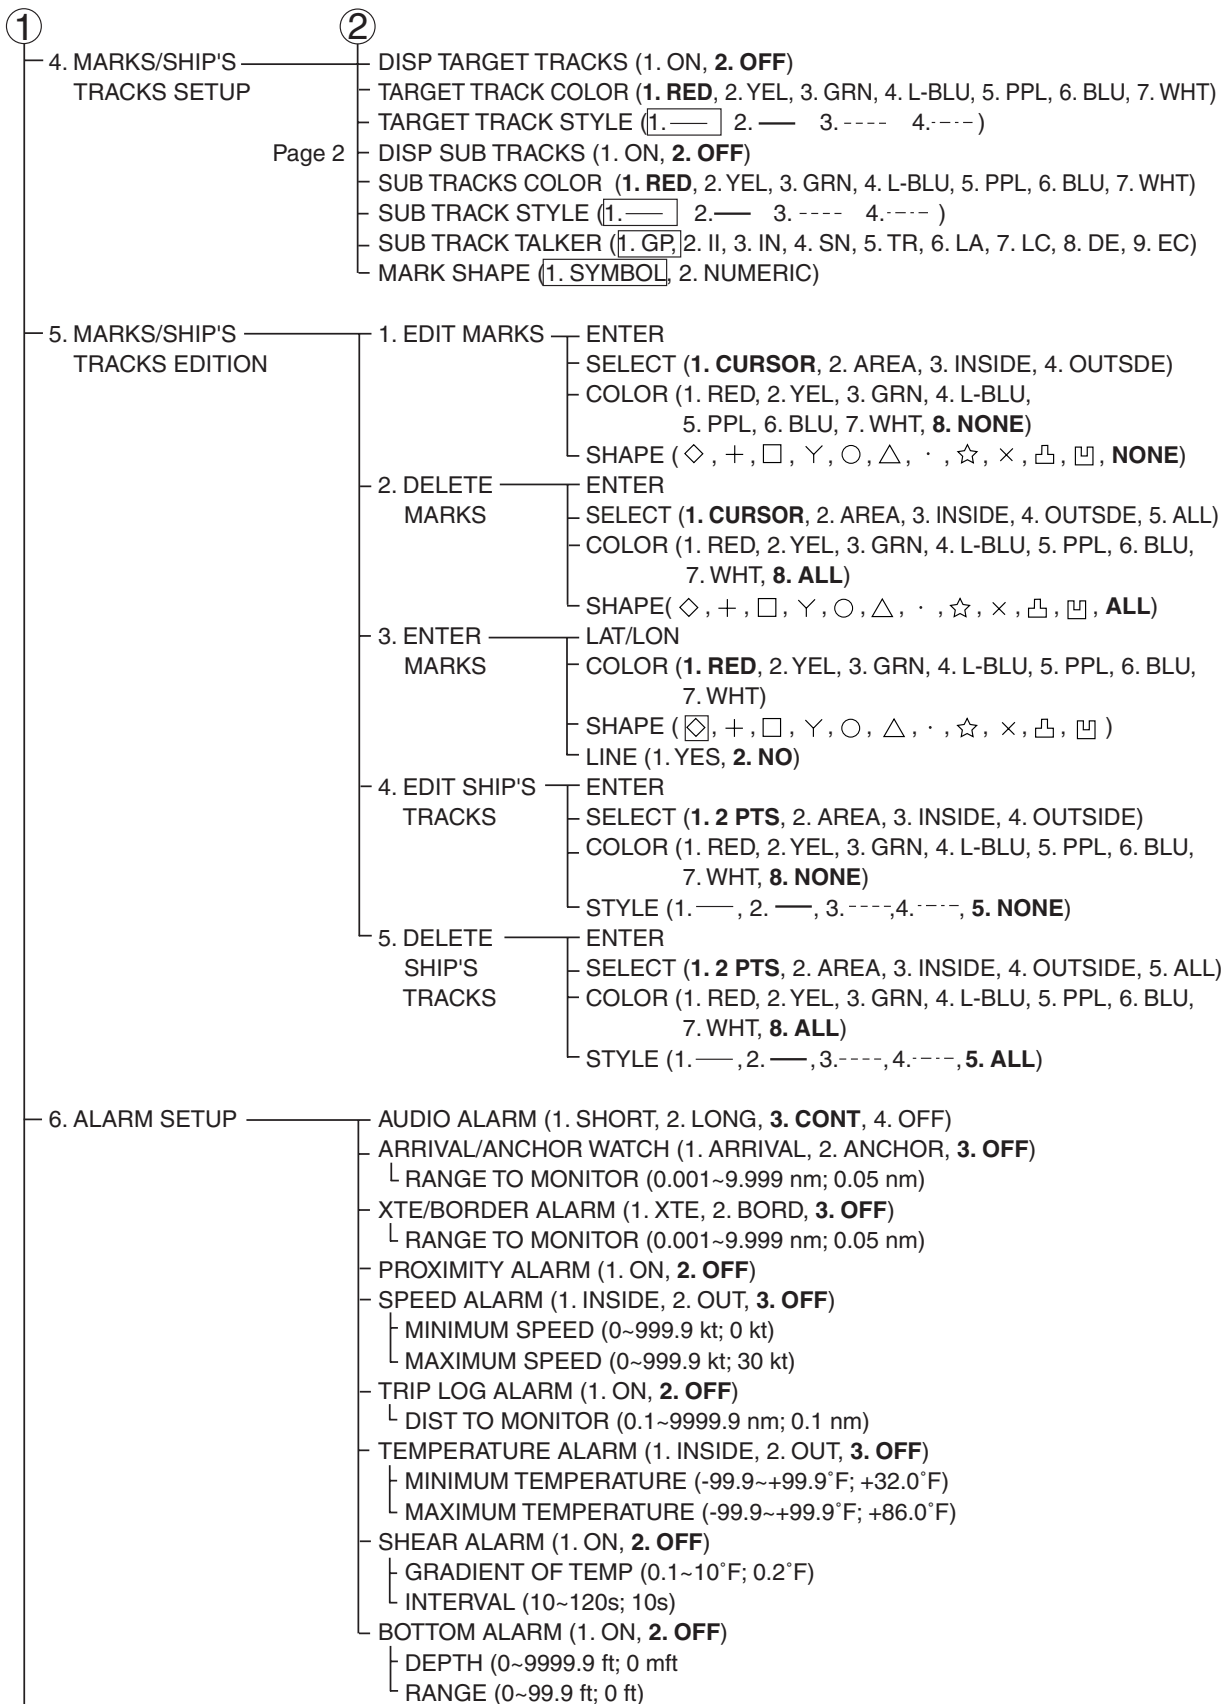 1 2
4. MARKS/SHIP'S DISP TARGET TRACKS (1. ON, 2. OFF)
TRACKS SETUP TARGET TRACK COLOR (1. RED, 2. YEL, 3. GRN, 4. L-BLU, 5. PPL, 6. BLU, 7. WHT)
TARGET TRACK STYLE (1. 2. 3. 4. )
Page 2 DISP SUB TRACKS (1. ON, 2. OFF)
SUB TRACKS COLOR (1. RED, 2. YEL, 3. GRN, 4. L-BLU, 5. PPL, 6. BLU, 7. WHT)
SUB TRACK STYLE (1. 2. 3. 4. )
SUB TRACK TALKER (1. GP, 2. II, 3. IN, 4. SN, 5. TR, 6. LA, 7. LC, 8. DE, 9. EC)
MARK SHAPE (1. SYMBOL, 2. NUMERIC)
5. MARKS/SHIP'S 1. EDIT MARKS ENTER
TRACKS EDITION SELECT (1. CURSOR, 2. AREA, 3. INSIDE, 4. OUTSDE)
COLOR (1. RED, 2. YEL, 3. GRN, 4. L-BLU,
5. PPL, 6. BLU, 7. WHT, 8. NONE)
SHAPE ( ◇ , + , □ , Y , ○ , △ , · , ☆ , × , 凸 , 凹 , NONE)
2. DELETE ENTER
MARKS SELECT (1. CURSOR, 2. AREA, 3. INSIDE, 4. OUTSDE, 5. ALL)
COLOR (1. RED, 2. YEL, 3. GRN, 4. L-BLU, 5. PPL, 6. BLU,
7. WHT, 8. ALL)
SHAPE( ◇ , + , □ , Y , ○ , △ , · , ☆ , × , 凸 , 凹 , ALL)
3. ENTER LAT/LON
MARKS COLOR (1. RED, 2. YEL, 3. GRN, 4. L-BLU, 5. PPL, 6. BLU,
7. WHT)
SHAPE ( ◇ , + , □ , Y , ○ , △ , · , ☆ , × , 凸 , 凹 )
LINE (1. YES, 2. NO)
4. EDIT SHIP'S ENTER
TRACKS SELECT (1. 2 PTS, 2. AREA, 3. INSIDE, 4. OUTSIDE)
COLOR (1. RED, 2. YEL, 3. GRN, 4. L-BLU, 5. PPL, 6. BLU,
7. WHT, 8. NONE)
STYLE (1. , 2. , 3. ,4. , 5. NONE)
5. DELETE ENTER
SHIP'S SELECT (1. 2 PTS, 2. AREA, 3. INSIDE, 4. OUTSIDE, 5. ALL)
TRACKS COLOR (1. RED, 2. YEL, 3. GRN, 4. L-BLU, 5. PPL, 6. BLU,
7. WHT, 8. ALL)
STYLE (1. , 2. , 3. , 4. , 5. ALL)
6. ALARM SETUP AUDIO ALARM (1. SHORT, 2. LONG, 3. CONT, 4. OFF)
ARRIVAL/ANCHOR WATCH (1. ARRIVAL, 2. ANCHOR, 3. OFF)
RANGE TO MONITOR (0.001~9.999 nm; 0.05 nm)
XTE/BORDER ALARM (1. XTE, 2. BORD, 3. OFF)
RANGE TO MONITOR (0.001~9.999 nm; 0.05 nm)
PROXIMITY ALARM (1. ON, 2. OFF)
SPEED ALARM (1. INSIDE, 2. OUT, 3. OFF)
MINIMUM SPEED (0~999.9 kt; 0 kt)
MAXIMUM SPEED (0~999.9 kt; 30 kt)
TRIP LOG ALARM (1. ON, 2. OFF)
DIST TO MONITOR (0.1~9999.9 nm; 0.1 nm)
TEMPERATURE ALARM (1. INSIDE, 2. OUT, 3. OFF)
MINIMUM TEMPERATURE (-99.9~+99.9˚F; +32.0˚F)
MAXIMUM TEMPERATURE (-99.9~+99.9˚F; +86.0˚F)
SHEAR ALARM (1. ON, 2. OFF)
GRADIENT OF TEMP (0.1~10˚F; 0.2˚F)
INTERVAL (10~120s; 10s)
BOTTOM ALARM (1. ON, 2. OFF)
DEPTH (0~9999.9 ft; 0 mft
RANGE (0~99.9 ft; 0 ft)